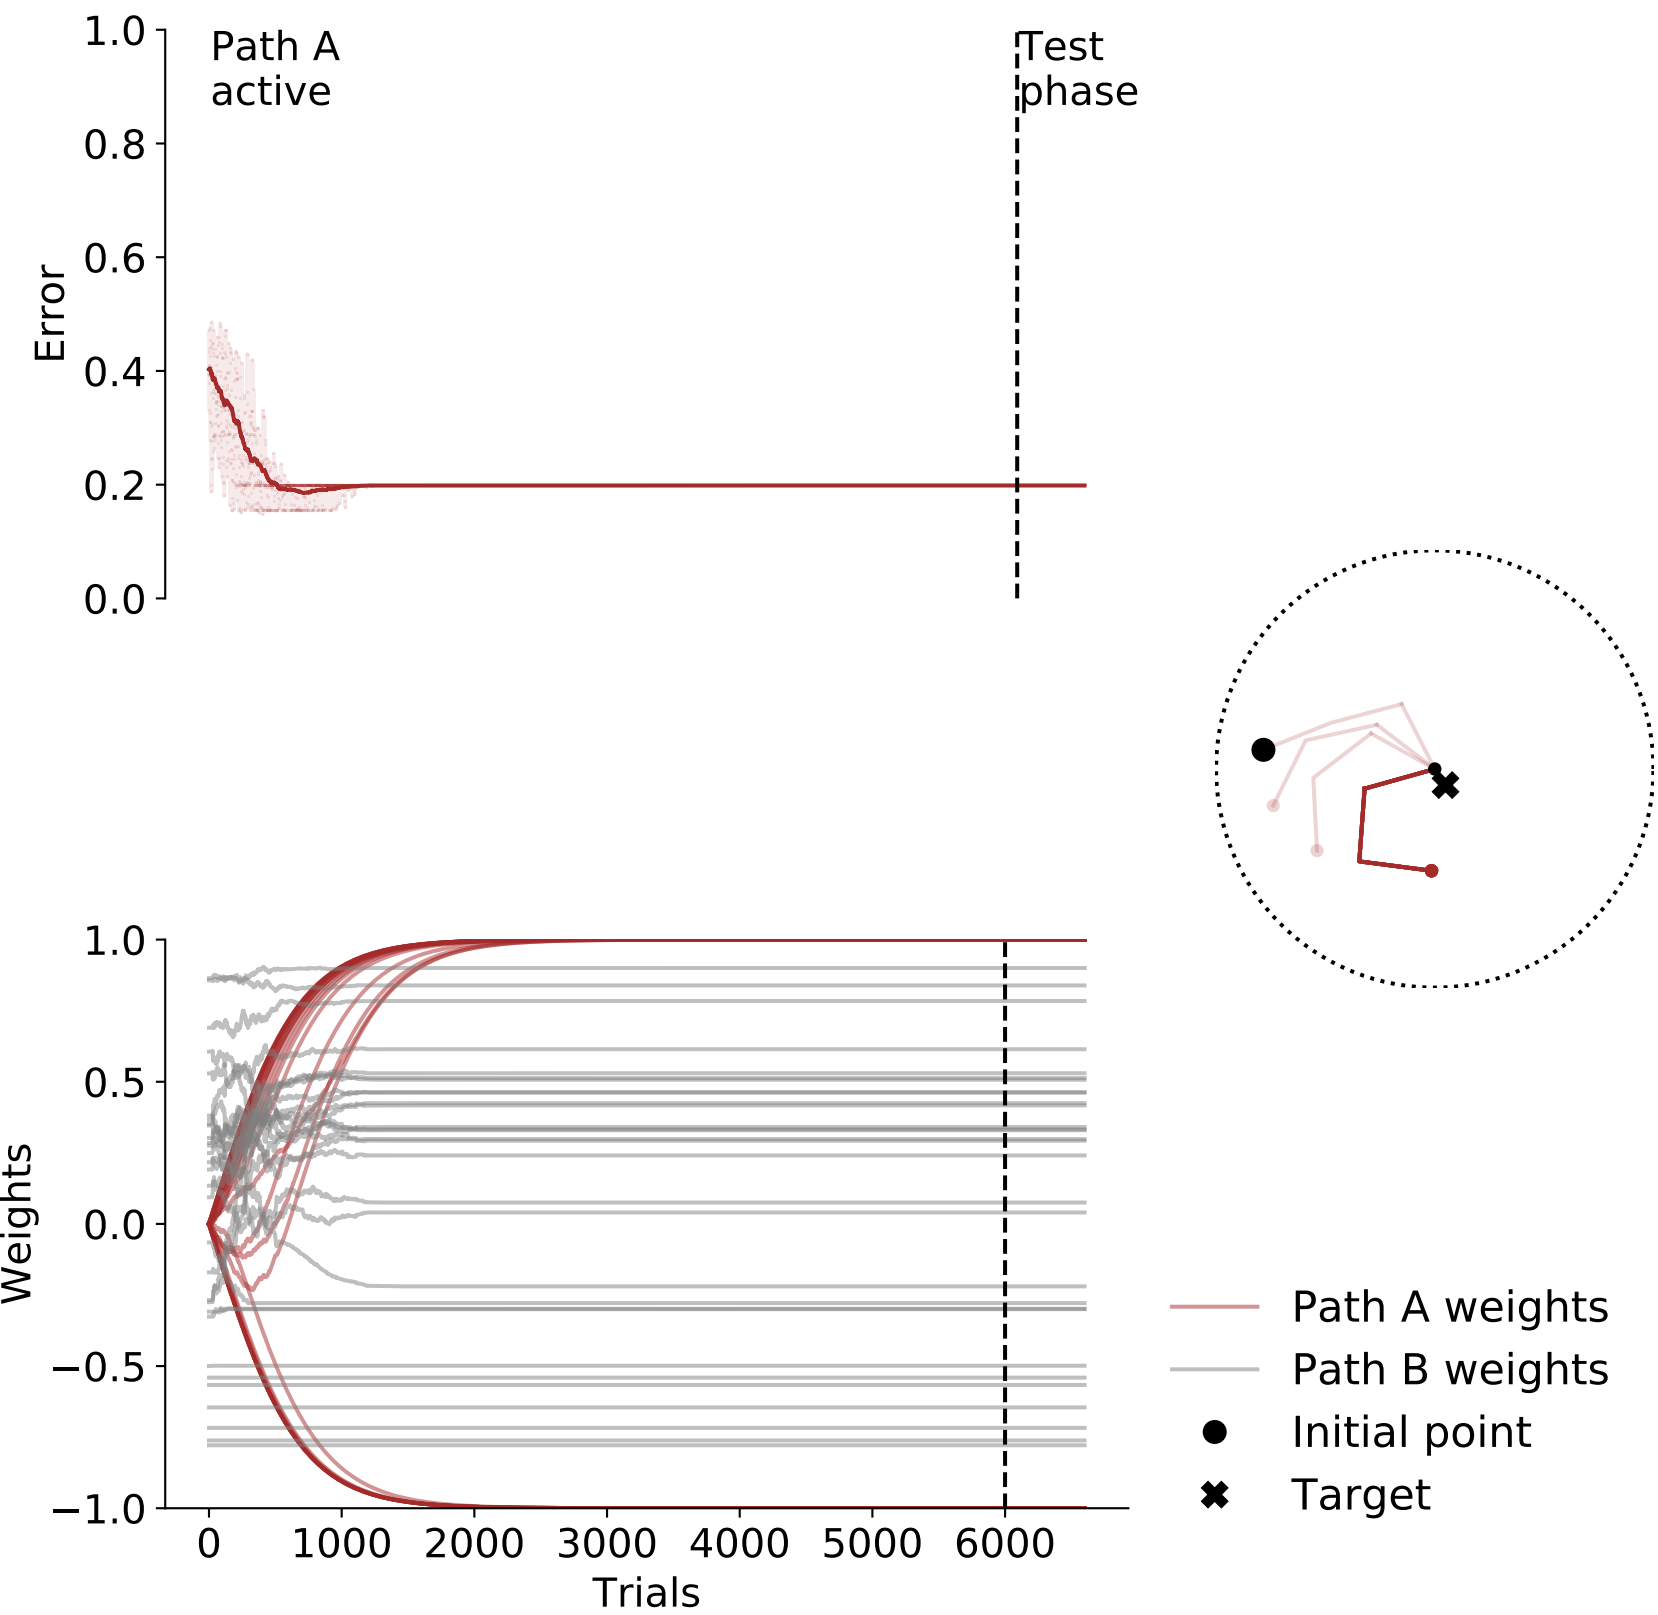 Path A
active
Test
phase
1.0
0.8
0.6
0.4
0.2
0.0
Error
1.0
0.5
0.0
−0.5
−1.0
Weights
0
1000
2000
3000
4000
5000
6000
Trials
Path A weights
Path B weights
Initial point
Target